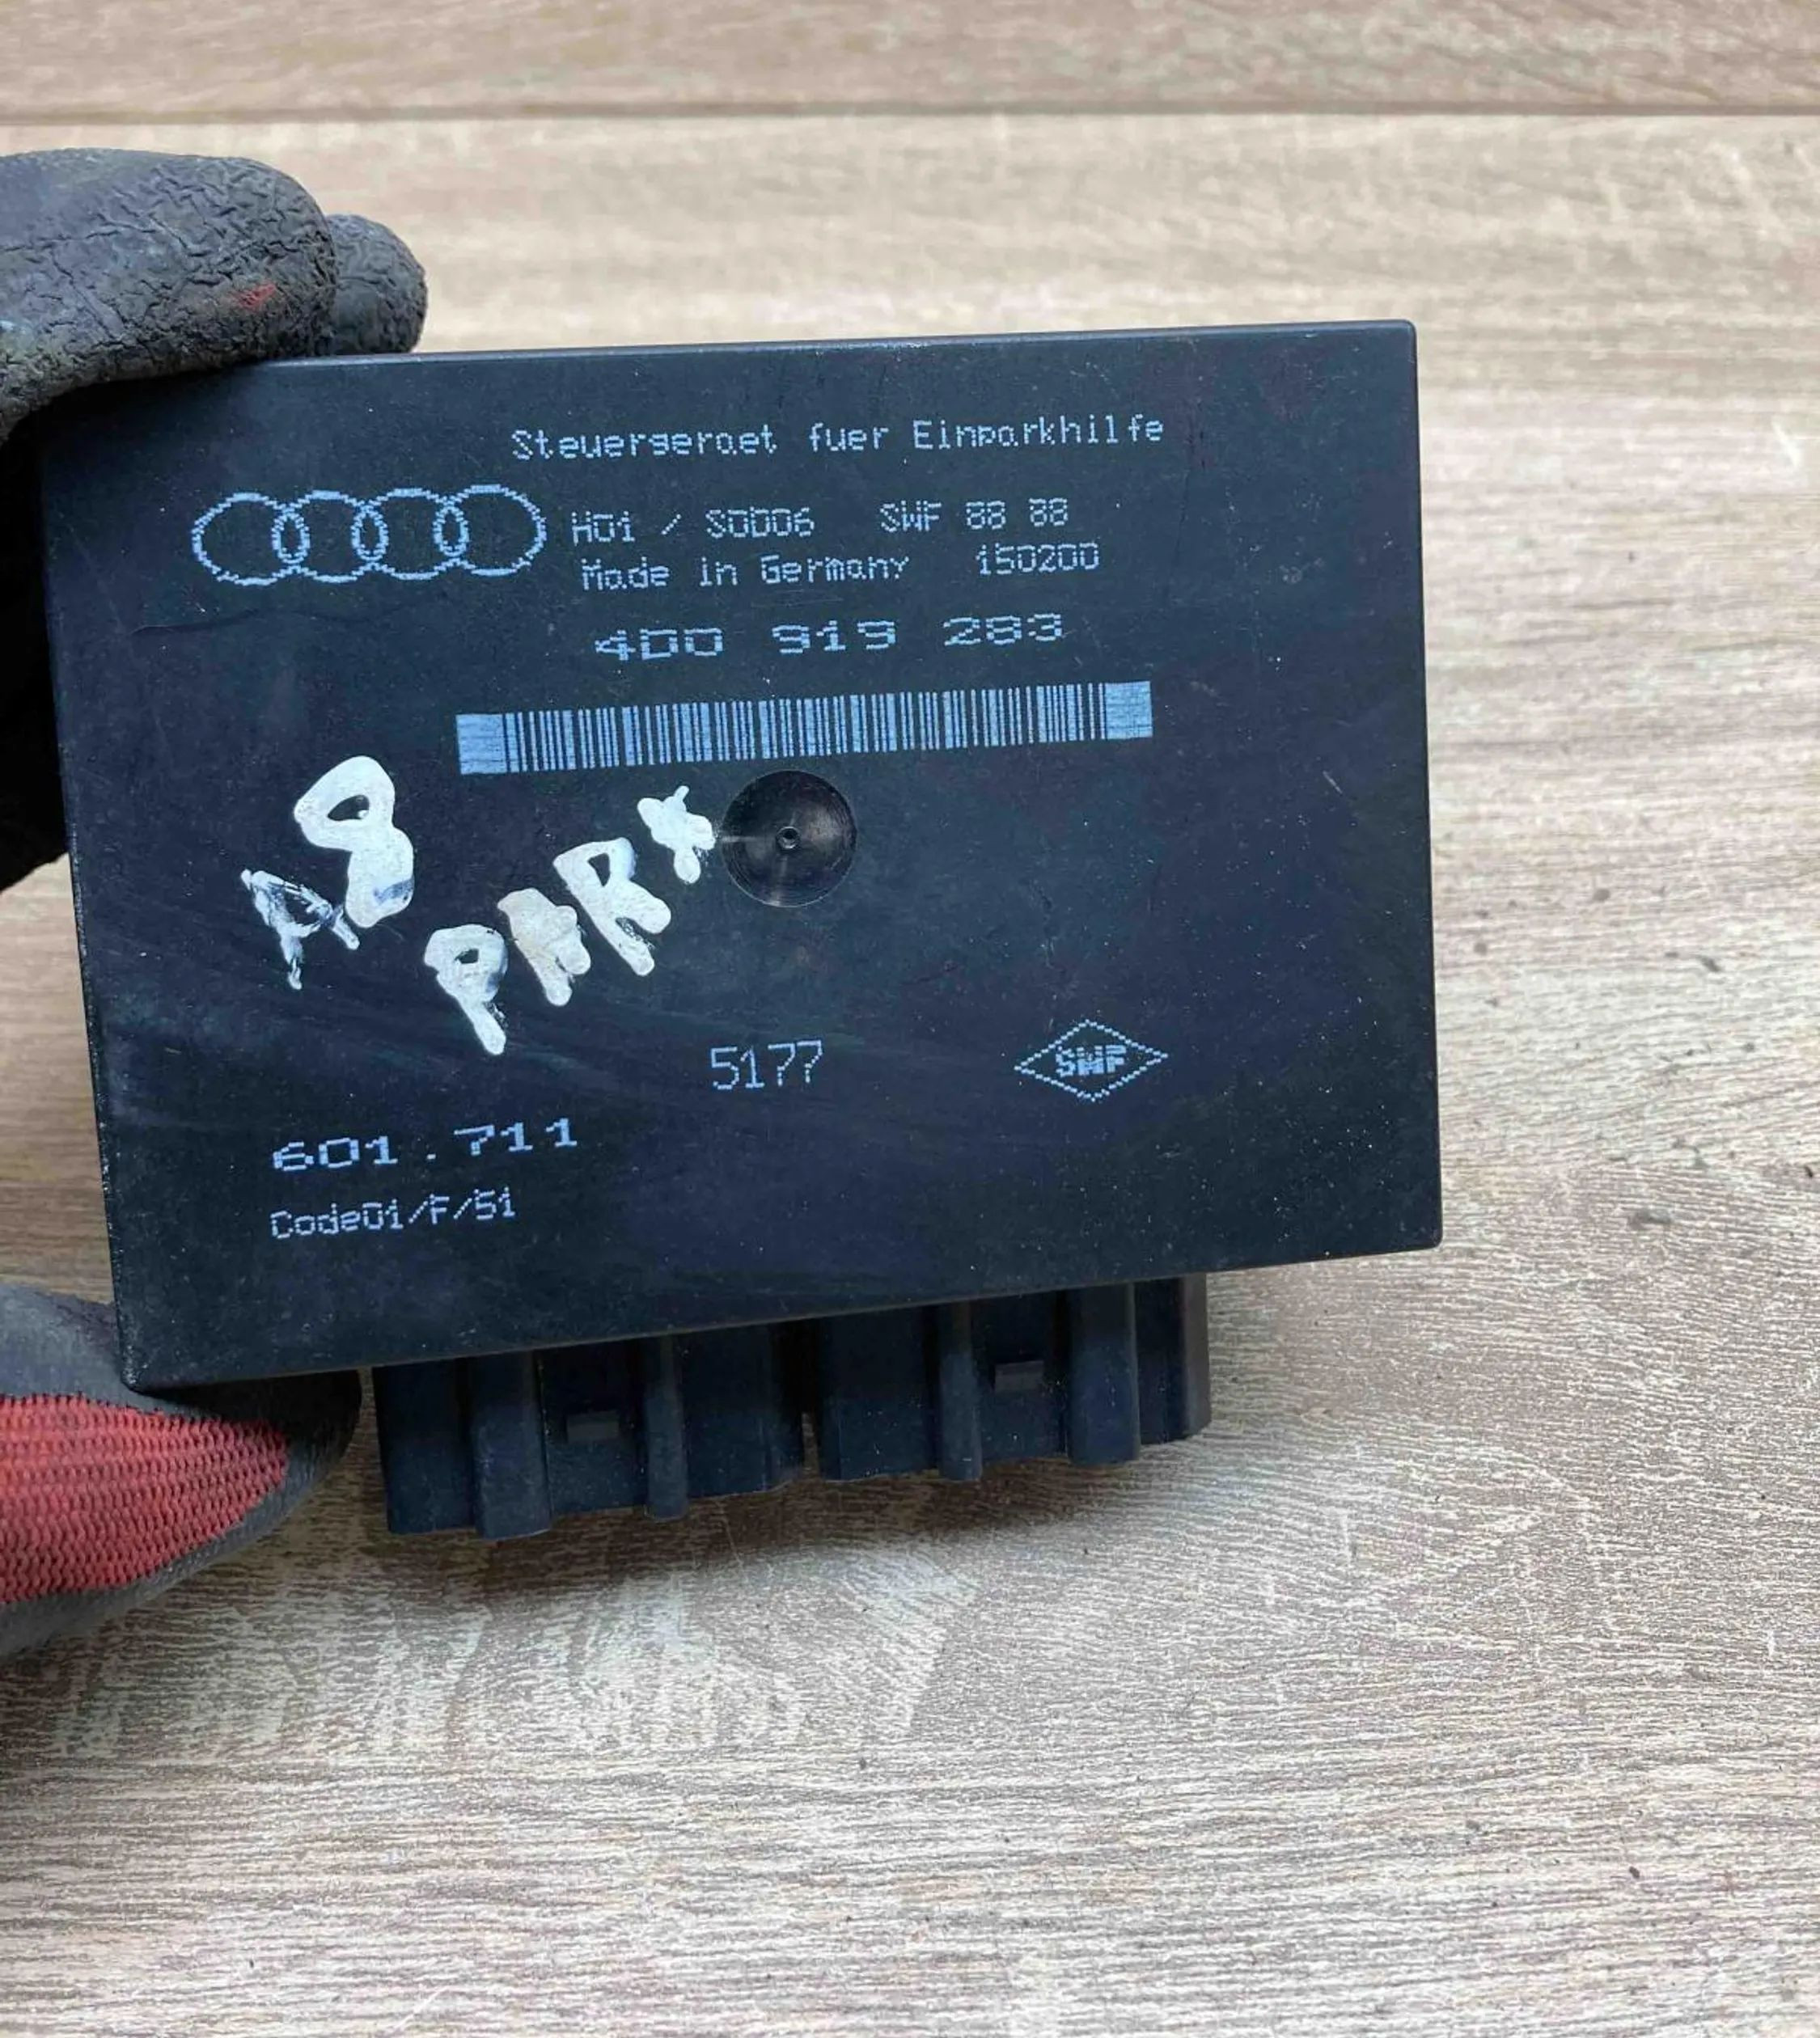 Steuergeraet fuer Einparkhilfe
H01 / S0006 SWF 88 88
Made in Germany 150200
4D0 919 283
A8
PARK
5177
SWF
601.711
Code01/F/51